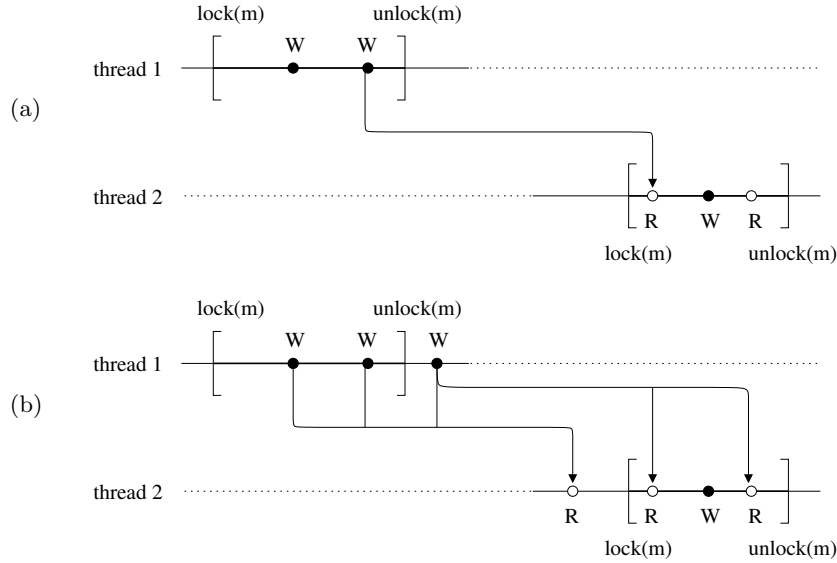 lock(m) unlock(m)
W W
thread 1
(a)
thread 2
R W R
lock(m) unlock(m)
lock(m) unlock(m)
W W W
thread 1
(b)
thread 2
R R W R
lock(m) unlock(m)